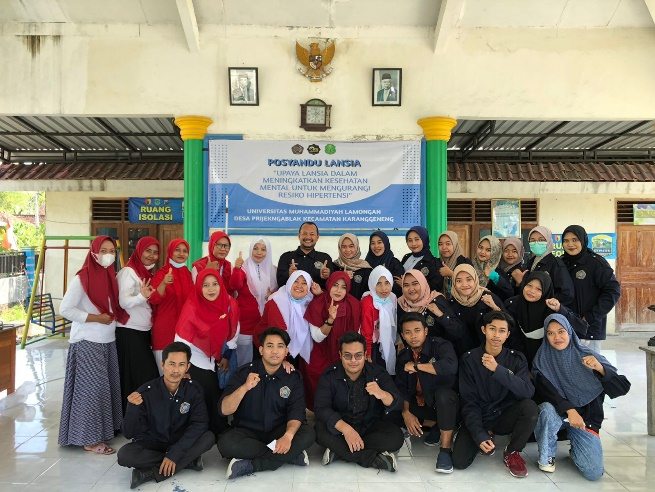 POSYANDU LANSIA
"UPAYA LANSIA DALAM
MENINGKATKAN KESEHATAN
MENTAL UNTUK MENGURANGI
RESIKO HIPERTENSI"
UNIVERSITAS MUHAMMADIYAH LAMONGAN
DESA PRIJEKNGABLAK KECAMATAN KARANGGENENG
RUANG
ISOLASI